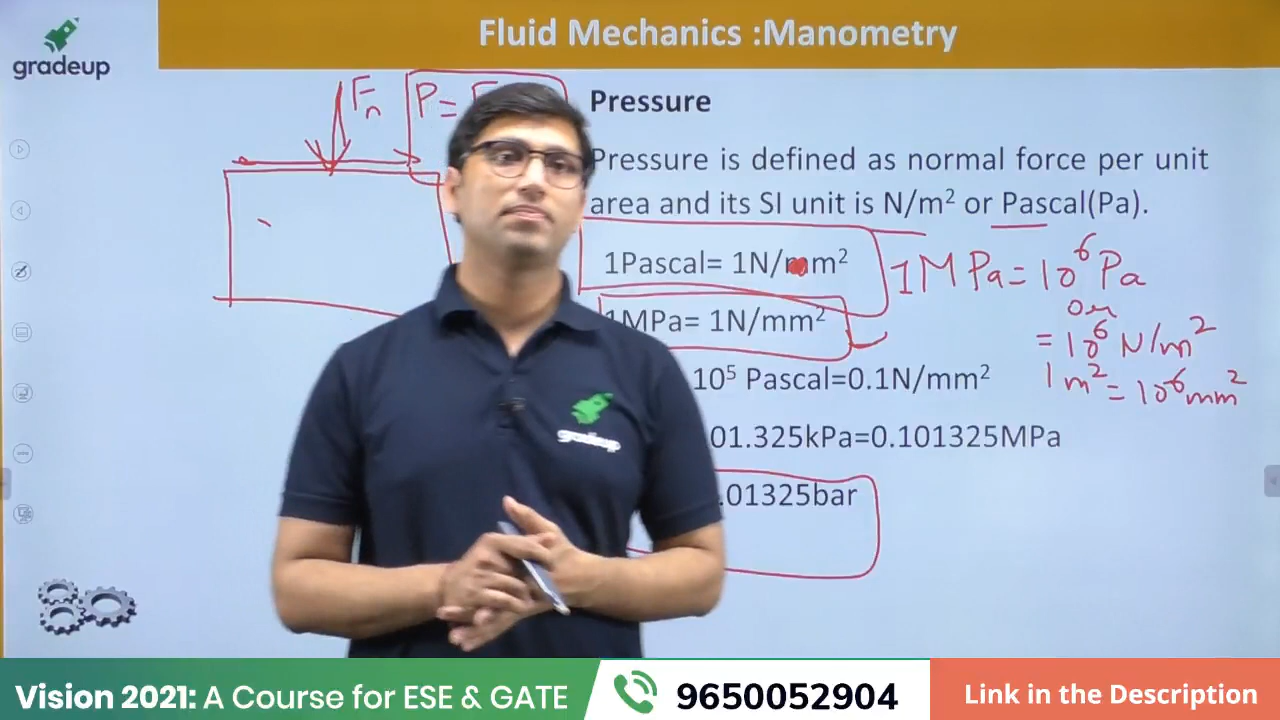 Fluid Mechanics :Manometry
gradeup
Fn
P=
Pressure
Pressure is defined as normal force per unit
area and its SI unit is N/m² or Pascal(Pa).
1Pascal= 1N/mm²
1MPa = 10⁶ Pa
or
= 10⁶ N/m²
1 m² = 10⁶ mm²
1MPa= 1N/mm²
10⁵ Pascal=0.1N/mm²
01.325kPa=0.101325MPa
.01325bar
gradeup
Vision 2021: A Course for ESE & GATE
9650052904
Link in the Description